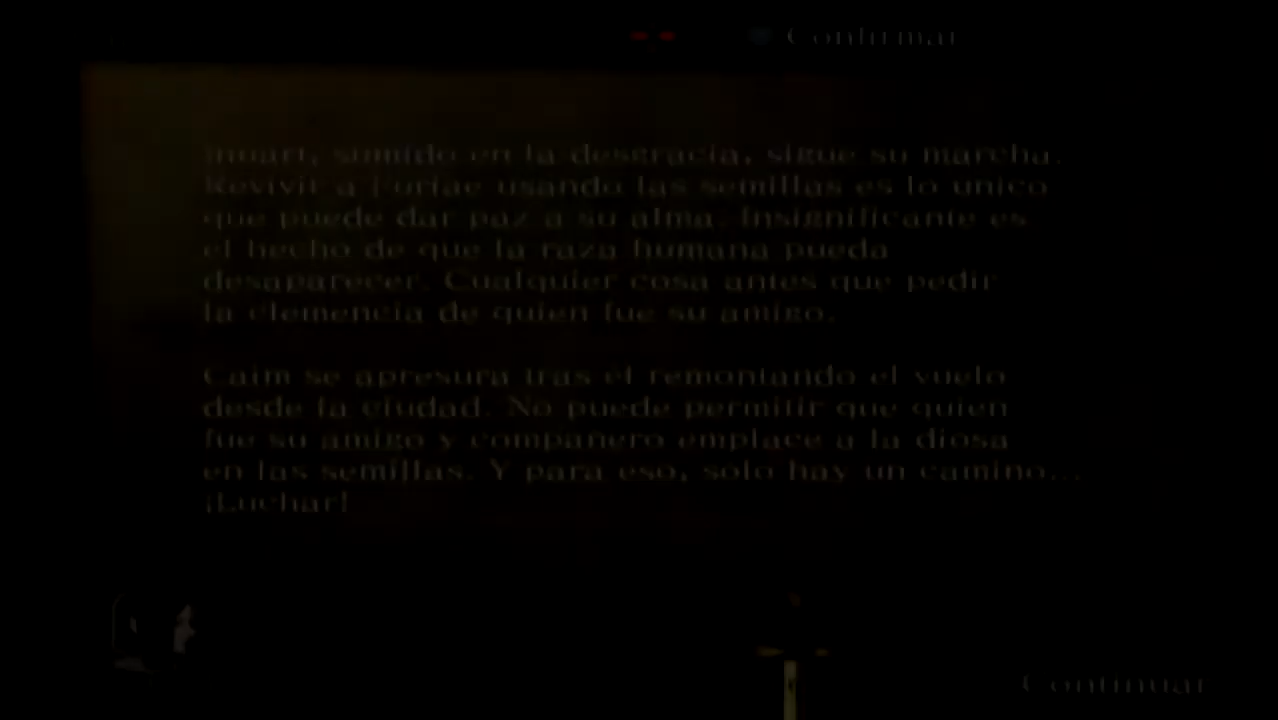 Confirmar
Inuart, sumido en la desgracia, sigue su marcha.
Revivir a Furiae usando las semillas es lo unico
que puede dar paz a su alma. Insignificante es
el hecho de que la raza humana pueda
desaparecer. Cualquier cosa antes que pedir
la clemencia de quien fue su amigo.
Caim se apresura tras él remontando el vuelo
desde la ciudad. No puede permitir que quien
fue su amigo y compañero emplace a la diosa
en las semillas. Y para eso, solo hay un camino...
¡Luchar!
Continuar